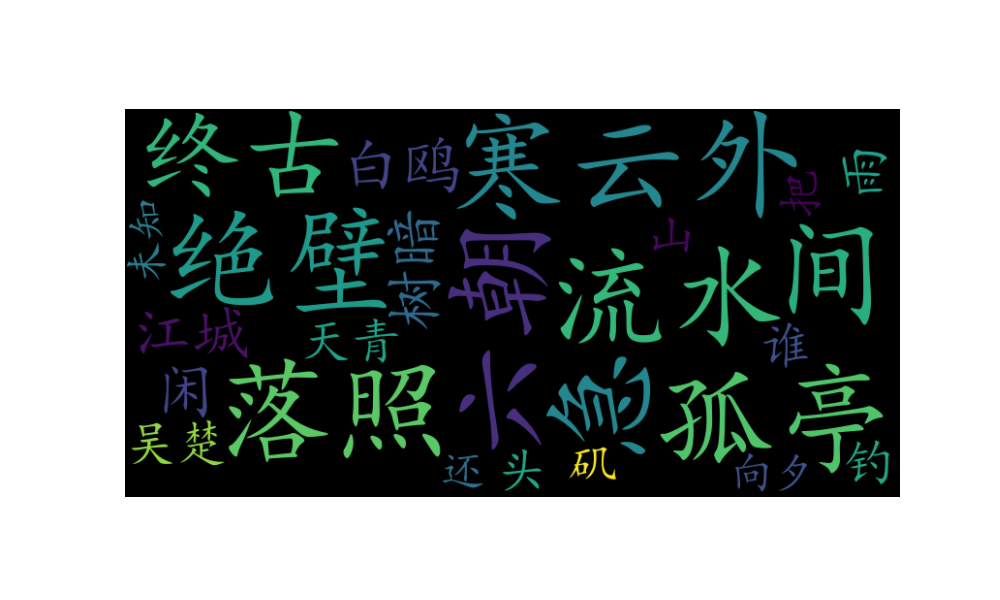 终古
白鸥
寒云外
把
雨
未知
绝壁
树暗
朝
山
流水
间
江城
天青
谁
闲
落照
六
急
孤亭
吴楚
还
头
矶
向夕
钓